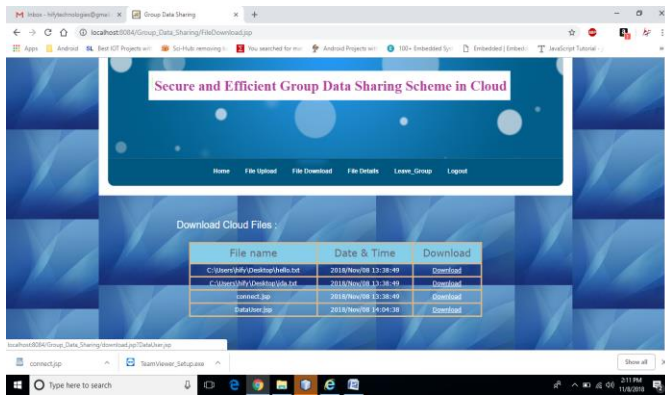 Inbox - hifytechnologies@gmai
Group Data Sharing
localhost:8084/Group_Data_Sharing/FileDownload.jsp
Apps Android Best IOT Projects wit Sci-Hub removing b You searched for mo Android Projects wit 100+ Embedded Sy Embedded | Embed JavaScript Tutorial
Secure and Efficient Group Data Sharing Scheme in Cloud
Home File Upload File Download File Details Leave_Group Logout
Download Cloud Files :
File name Date & Time Download
C:\Users\hify\Desktop\hello.txt 2018/Nov/08 13:38:49 Download
C:\Users\hify\Desktop\ida.txt 2018/Nov/08 13:38:49 Download
connect.jsp 2018/Nov/08 13:38:49 Download
DataUser.jsp 2018/Nov/08 14:04:38 Download
localhost:8084/Group_Data_Sharing/download.jsp?DataUser.jsp
connect.jsp TeamViewer_Setup.exe Show all
Type here to search
2:11 PM
11/8/2018